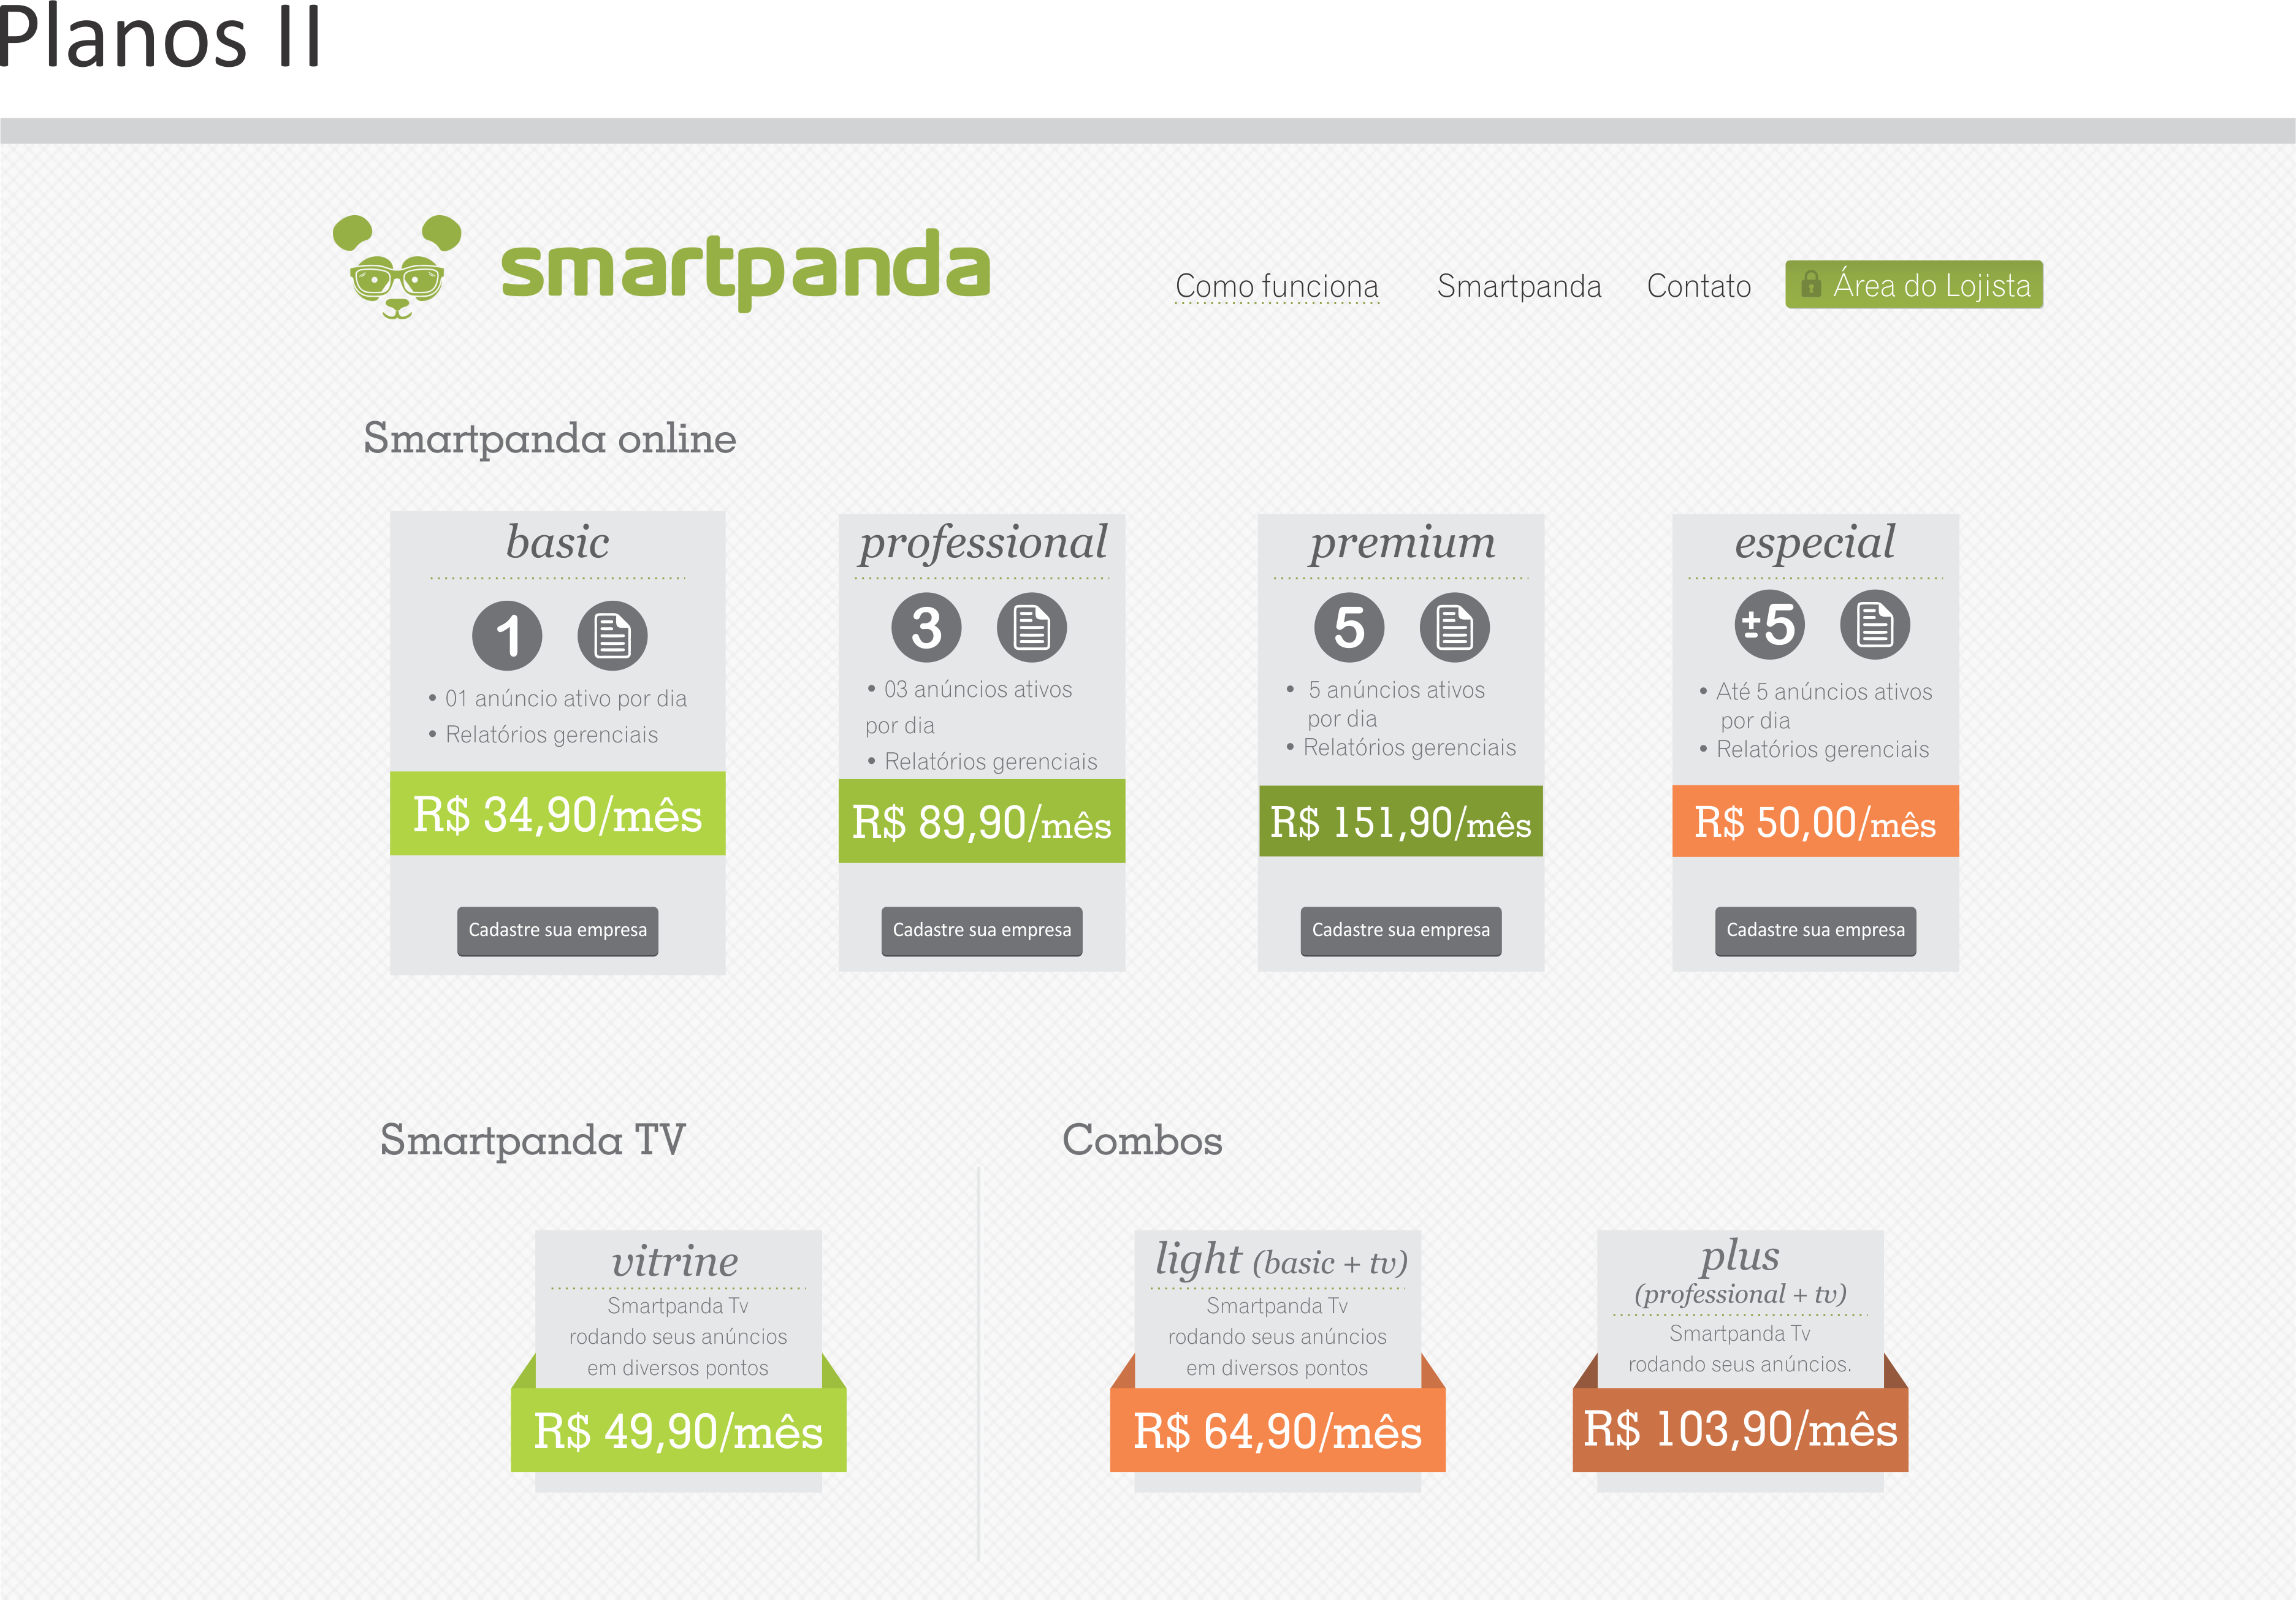 Planos II
smartpanda
Como funciona
Smartpanda
Contato
Área do Lojista
Smartpanda online
basic
1
• 01 anúncio ativo por dia
• Relatórios gerenciais
R$ 34,90/mês
Cadastre sua empresa
professional
3
• 03 anúncios ativos
por dia
• Relatórios gerenciais
R$ 89,90/mês
Cadastre sua empresa
premium
5
• 5 anúncios ativos
por dia
• Relatórios gerenciais
R$ 151,90/mês
Cadastre sua empresa
especial
±5
• Até 5 anúncios ativos
por dia
• Relatórios gerenciais
R$ 50,00/mês
Cadastre sua empresa
Smartpanda TV
vitrine
Smartpanda Tv
rodando seus anúncios
em diversos pontos
R$ 49,90/mês
Combos
light (basic + tv)
Smartpanda Tv
rodando seus anúncios
em diversos pontos
R$ 64,90/mês
plus
(professional + tv)
Smartpanda Tv
rodando seus anúncios.
R$ 103,90/mês